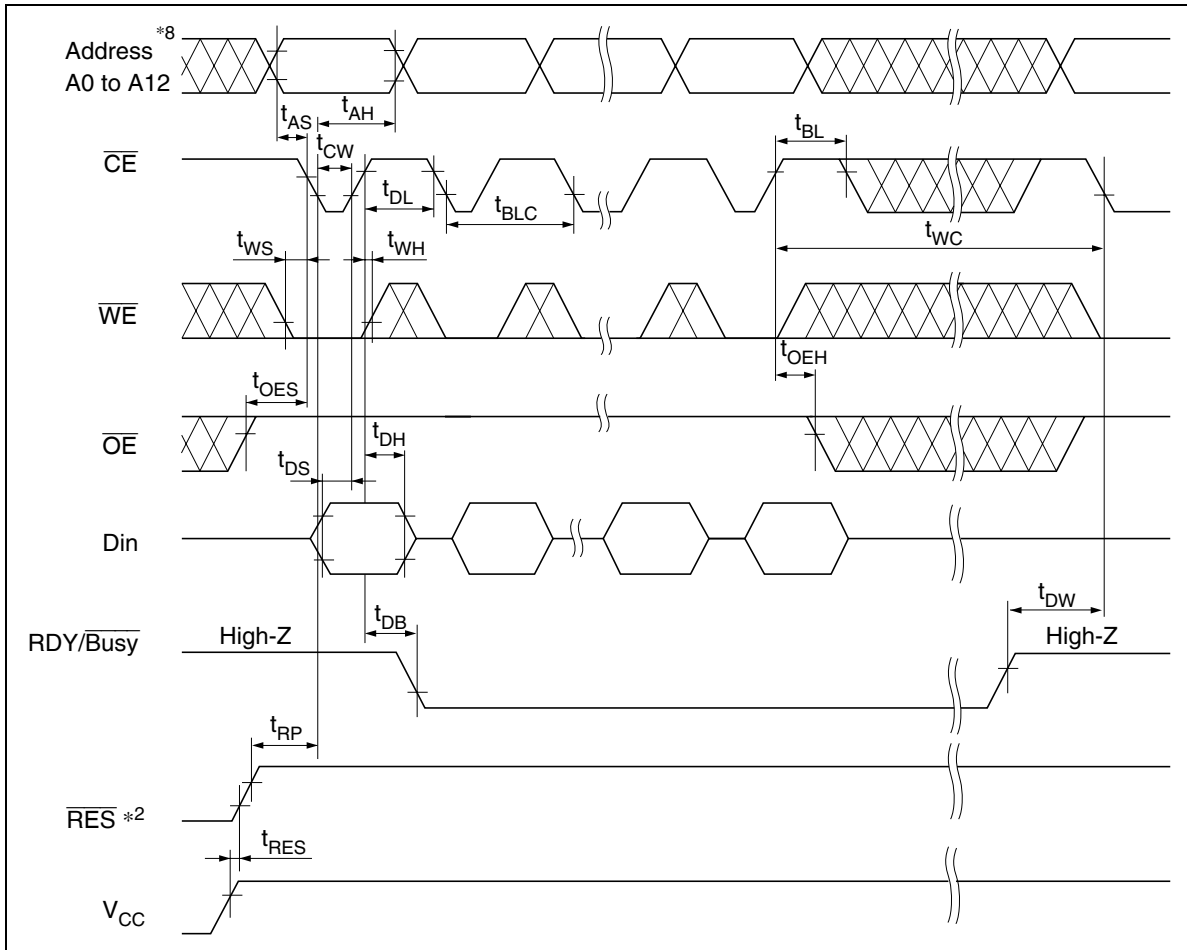 Address *8
A0 to A12
tAS
tAH
tCW
tBL
CE
tDL
tBLC
tWC
tWS
tWH
WE
tOEH
tOES
OE
tDH
tDS
Din
tDW
tDB
RDY/Busy
High-Z
High-Z
tRP
RES *2
tRES
VCC